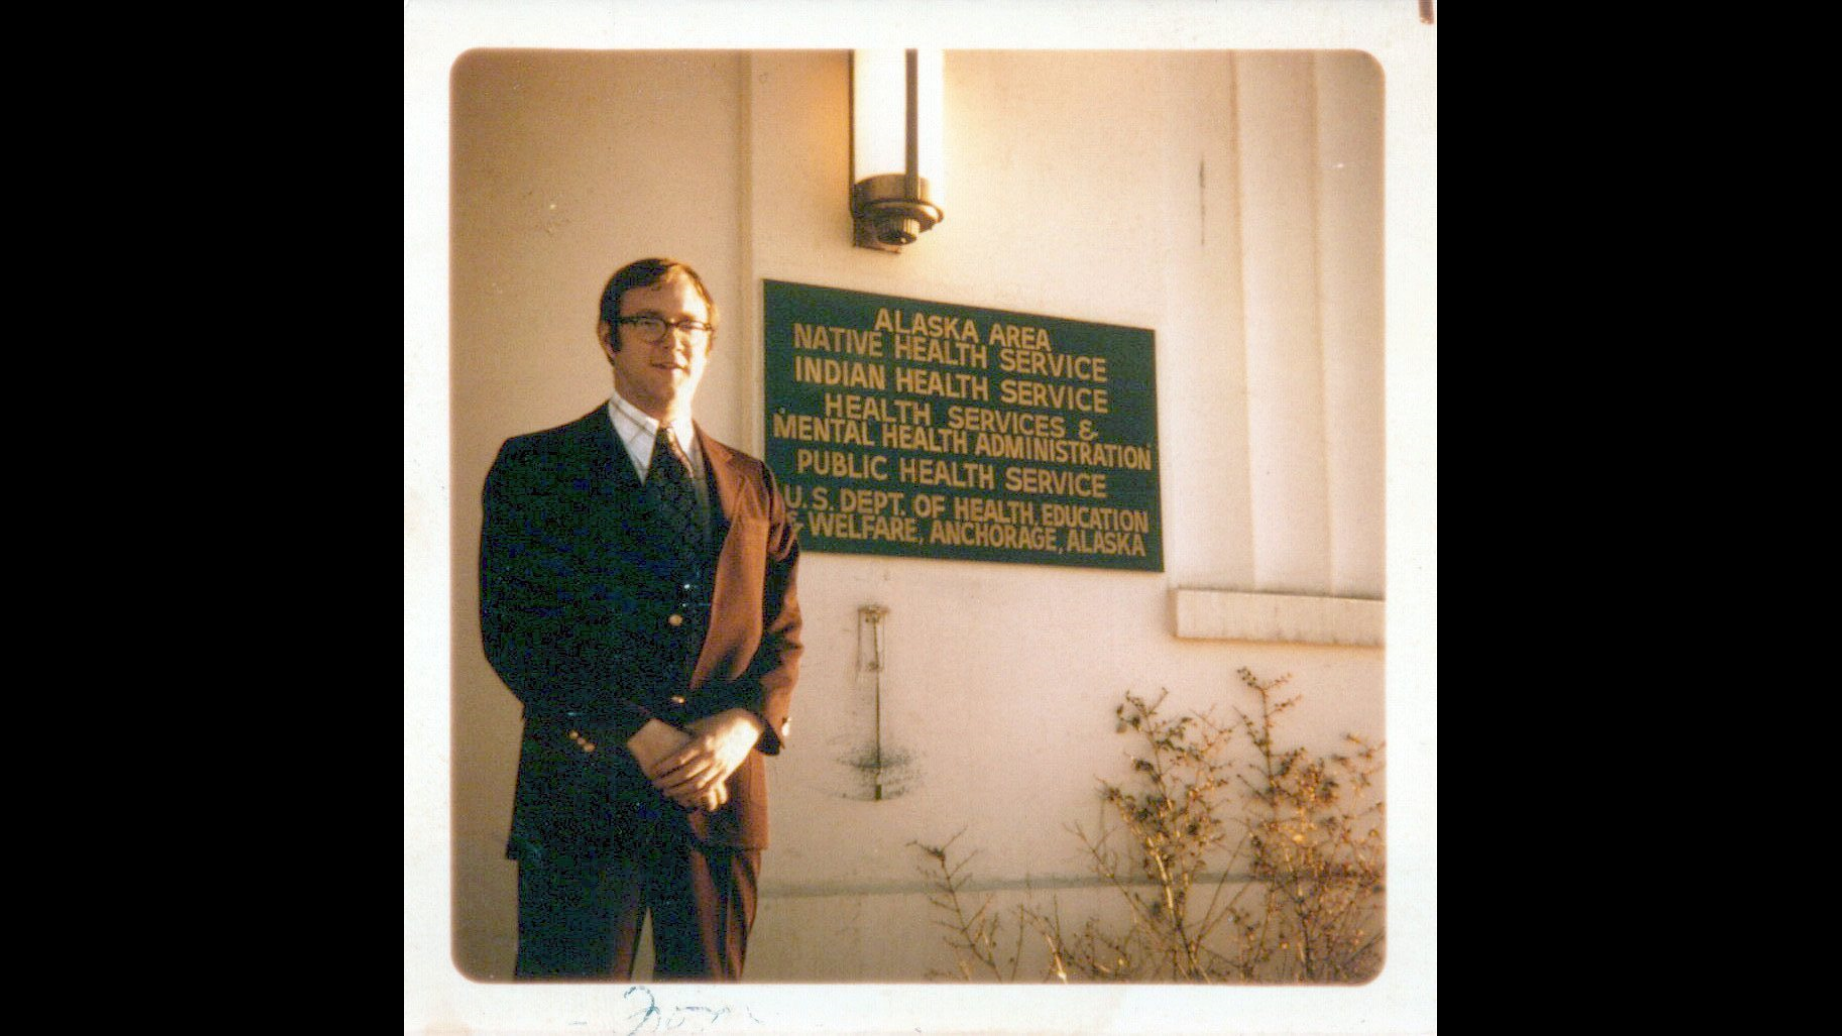 ALASKA AREA
NATIVE HEALTH SERVICE
INDIAN HEALTH SERVICE
HEALTH SERVICES &
MENTAL HEALTH ADMINISTRATION
PUBLIC HEALTH SERVICE
U.S. DEPT. OF HEALTH, EDUCATION
& WELFARE, ANCHORAGE, ALASKA